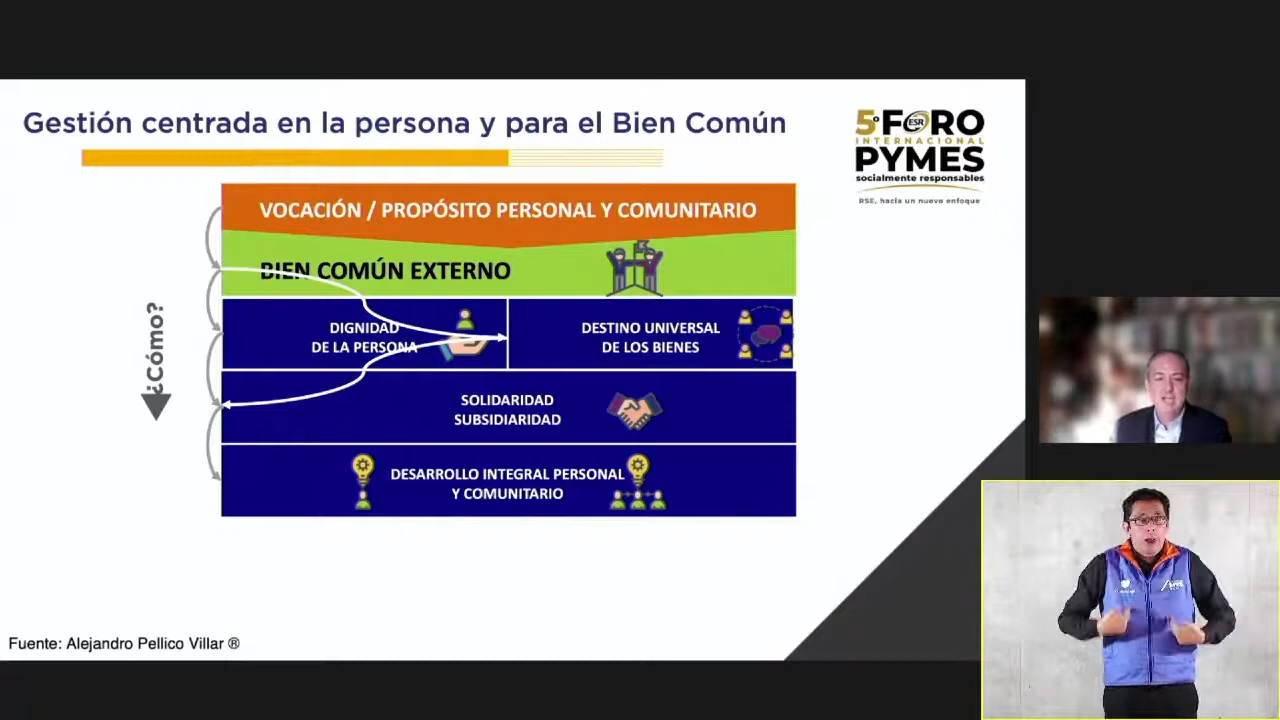 Gestión centrada en la persona y para el Bien Común
5º FORO
ESR
INTERNACIONAL
PYMES
socialmente responsables
RSE, hacia un nuevo enfoque
VOCACIÓN / PROPÓSITO PERSONAL Y COMUNITARIO
BIEN COMÚN EXTERNO
¿Cómo?
DIGNIDAD
DE LA PERSONA
DESTINO UNIVERSAL
DE LOS BIENES
SOLIDARIDAD
SUBSIDIARIDAD
DESARROLLO INTEGRAL PERSONAL
Y COMUNITARIO
Fuente: Alejandro Pellico Villar ®